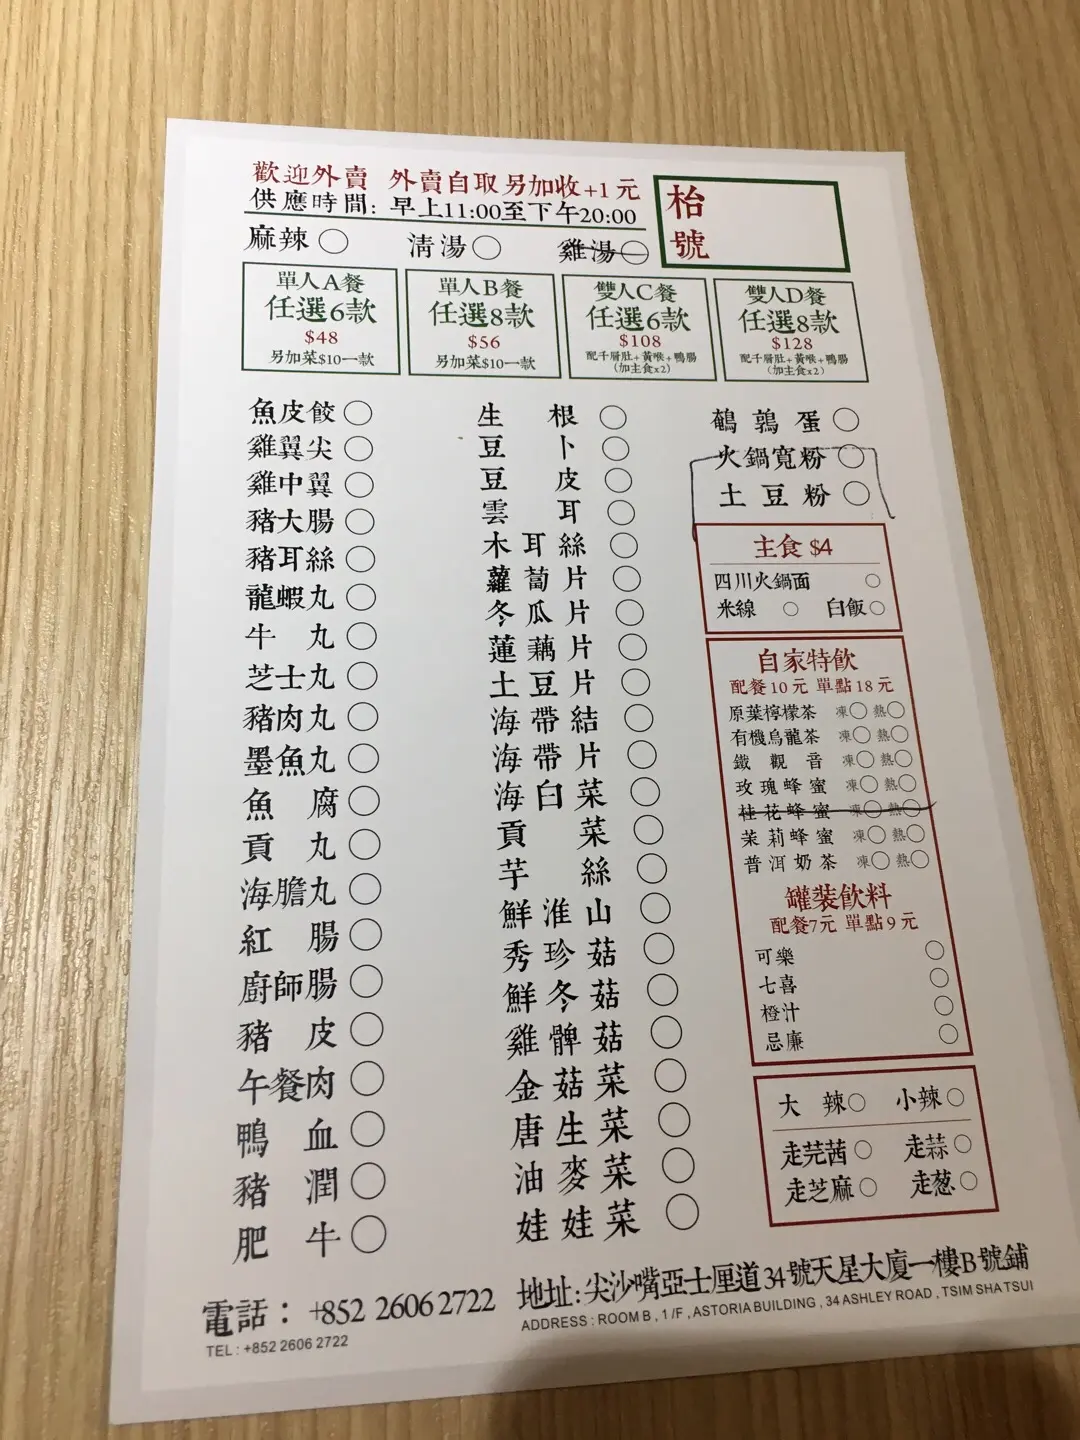 歡迎外賣 外賣自取另加收+1元
供應時間：早上11:00至下午20:00
枱
號
麻辣 清湯 雞湯
單人A餐
任選6款
$48
另加菜$10一款
單人B餐
任選8款
$56
另加菜$10一款
雙人C餐
任選6款
$108
配千層肚+黃喉+鴨腸
(加主食x2)
雙人D餐
任選8款
$128
配千層肚+黃喉+鴨腸
(加主食x2)
魚皮餃
雞翼尖
雞中翼
豬大腸
豬耳絲
龍蝦丸
牛丸
芝士丸
豬肉丸
墨魚丸
魚腐
貢丸
海膽丸
紅腸
廚師腸
豬皮
午餐肉
鴨血
豬潤
肥牛
生根
豆卜
豆皮
雲耳
木耳絲
蘿蔔片
冬瓜片
蓮藕片
土豆片
海帶結
海帶片
海白菜
貢菜
芋絲
鮮淮山
秀珍菇
鮮冬菇
雞髀菇
金菇菜
唐生菜
油麥菜
娃娃菜
鵪鶉蛋
火鍋寬粉
土豆粉
主食 $4
四川火鍋面
米線 白飯
自家特飲
配餐10元 單點18元
原葉檸檬茶 凍 熱
有機烏龍茶 凍 熱
鐵觀音 凍 熱
玫瑰蜂蜜 凍 熱
桂花蜂蜜 凍 熱
茉莉蜂蜜 凍 熱
普洱奶茶 凍 熱
罐裝飲料
配餐7元 單點9元
可樂
七喜
橙汁
忌廉
大辣 小辣
走芫茜 走蒜
走芝麻 走葱
電話：+852 2606 2722
TEL : +852 2606 2722
地址：尖沙嘴亞士厘道34號天星大廈一樓B號鋪
ADDRESS : ROOM B , 1/F , ASTORIA BUILDING , 34 ASHLEY ROAD , TSIM SHA TSUI